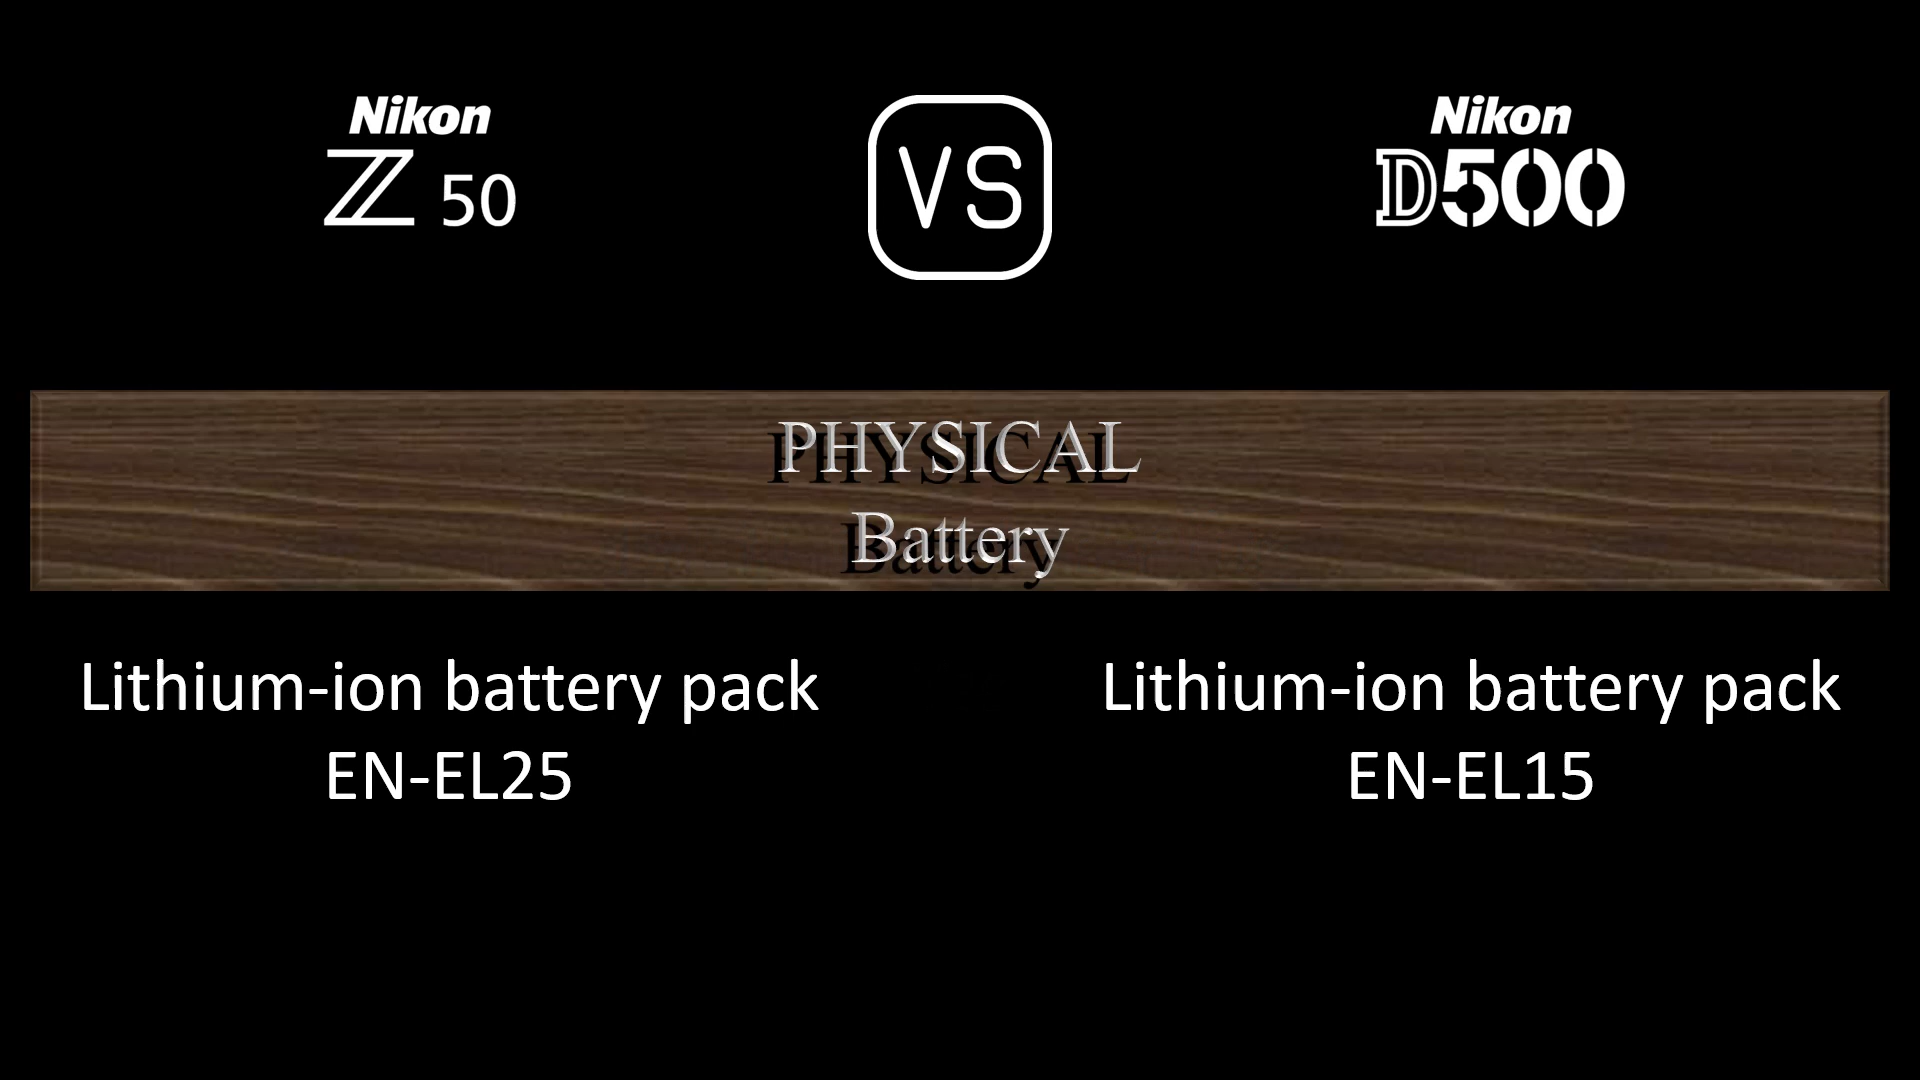 Nikon
Z 50
VS
Nikon
D500
PHYSICAL
Battery
Lithium-ion battery pack
EN-EL25
Lithium-ion battery pack
EN-EL15